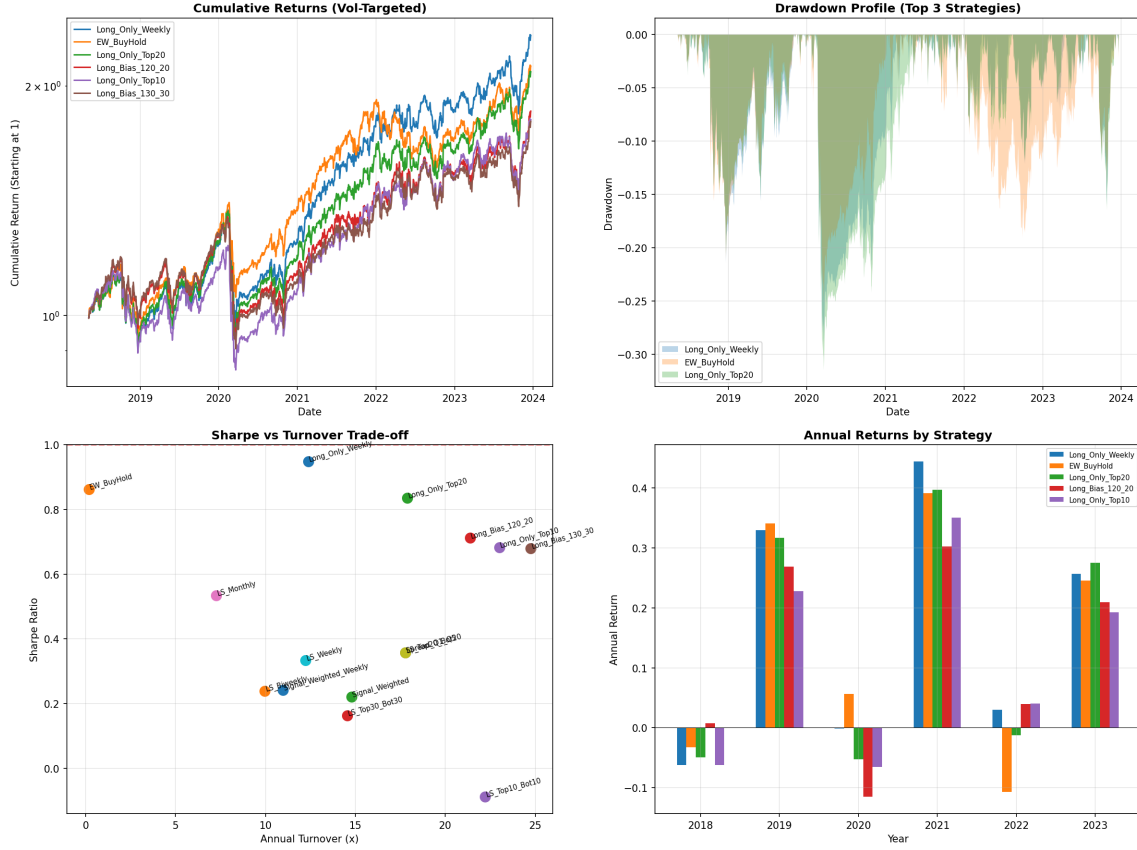 Cumulative Returns (Vol-Targeted)
Long_Only_Weekly
EW_BuyHold
Long_Only_Top20
Long_Bias_120_20
Long_Only_Top10
Long_Bias_130_30
Cumulative Return (Starting at 1)
2 × 10⁰
10⁰
2019 2020 2021 2022 2023 2024
Date
Drawdown Profile (Top 3 Strategies)
Drawdown
0.00
−0.05
−0.10
−0.15
−0.20
−0.25
−0.30
Long_Only_Weekly
EW_BuyHold
Long_Only_Top20
2019 2020 2021 2022 2023 2024
Date
Sharpe vs Turnover Trade-off
Sharpe Ratio
1.0
0.8
0.6
0.4
0.2
0.0
Long_Only_Weekly
EW_BuyHold
Long_Only_Top20
Long_Bias_120_20
Long_Only_Top10
Long_Bias_130_30
LS_Monthly
LS_Weekly
LS_Biweekly
Signal_Weighted_Weekly
Signal_Weighted
LS_Top30_Bot30
LS_Top10_Bot10
0 5 10 15 20 25
Annual Turnover (x)
Annual Returns by Strategy
Long_Only_Weekly
EW_BuyHold
Long_Only_Top20
Long_Bias_120_20
Long_Only_Top10
Annual Return
0.4
0.3
0.2
0.1
0.0
−0.1
2018 2019 2020 2021 2022 2023
Year